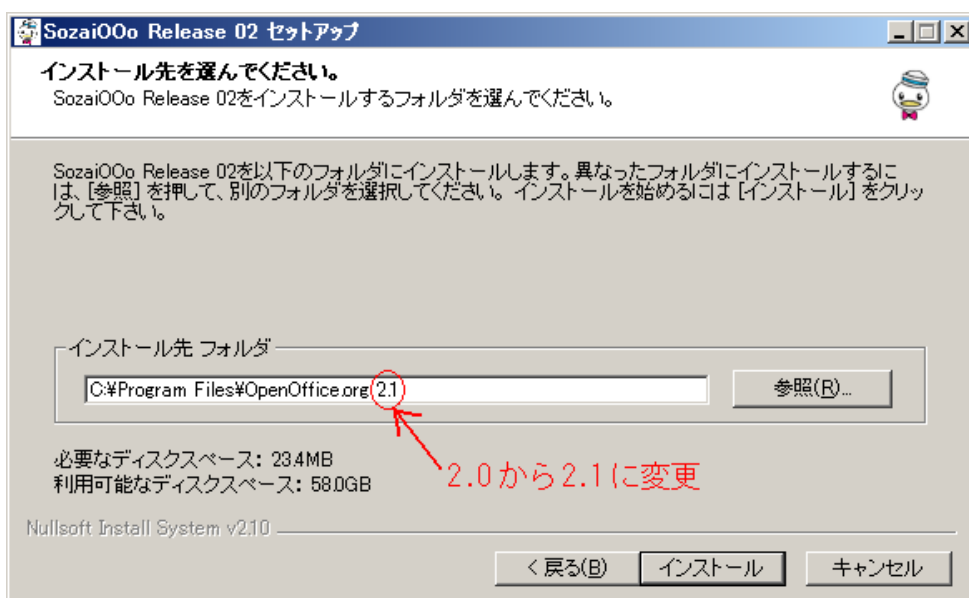 SozaiOOo Release 02 セットアップ
インストール先を選んでください。
SozaiOOo Release 02をインストールするフォルダを選んでください。
SozaiOOo Release 02を以下のフォルダにインストールします。異なったフォルダにインストールするに
は、[参照] を押して、別のフォルダを選択してください。インストールを始めるには [インストール] をクリッ
クして下さい。
インストール先 フォルダ
C:¥Program Files¥OpenOffice.org 2.1
参照(R)...
必要なディスクスペース: 23.4MB
利用可能なディスクスペース: 58.0GB
2.0から2.1に変更
Nullsoft Install System v2.10
< 戻る(B)
インストール
キャンセル